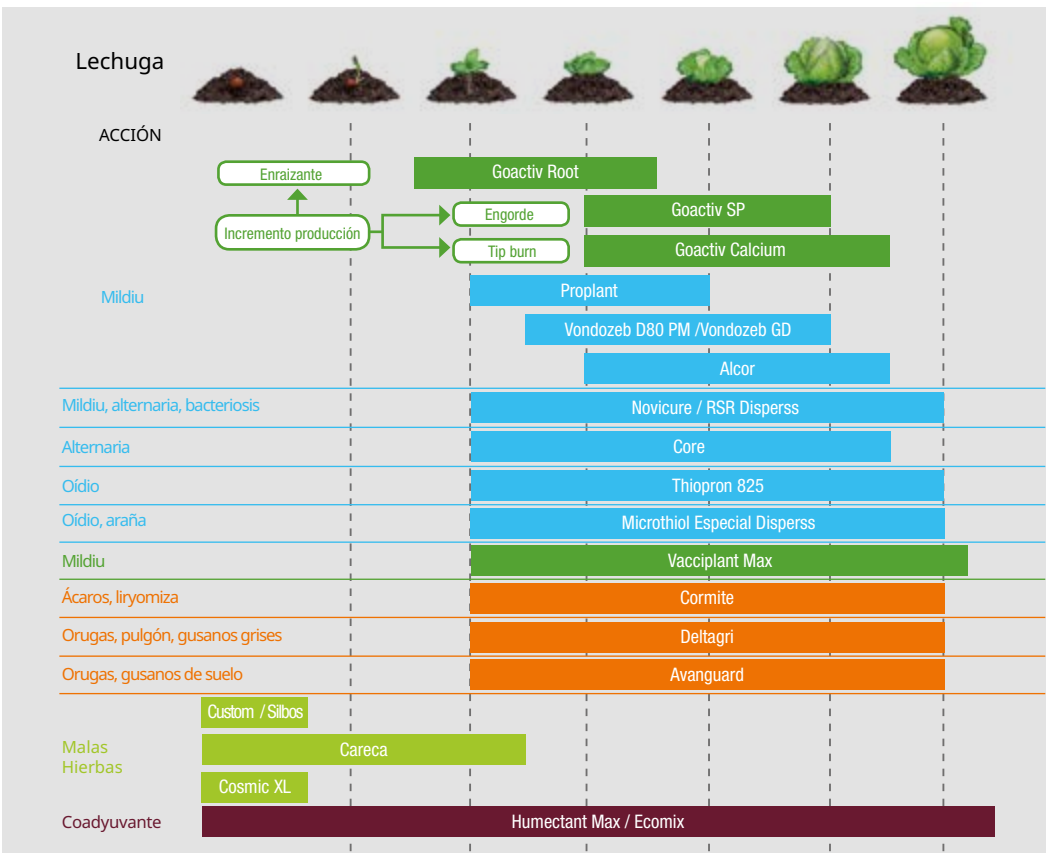 Lechuga
ACCIÓN
Enraizante
Goactiv Root
Incremento producción
Engorde
Goactiv SP
Tip burn
Goactiv Calcium
Mildiu
Proplant
Vondozeb D80 PM /Vondozeb GD
Alcor
Mildiu, alternaria, bacteriosis
Novicure / RSR Disperss
Alternaria
Core
Oídio
Thiopron 825
Oídio, araña
Microthiol Especial Disperss
Mildiu
Vacciplant Max
Ácaros, liryomiza
Cormite
Orugas, pulgón, gusanos grises
Deltagri
Orugas, gusanos de suelo
Avanguard
Custom / Silbos
Malas
Hierbas
Careca
Cosmic XL
Coadyuvante
Humectant Max / Ecomix